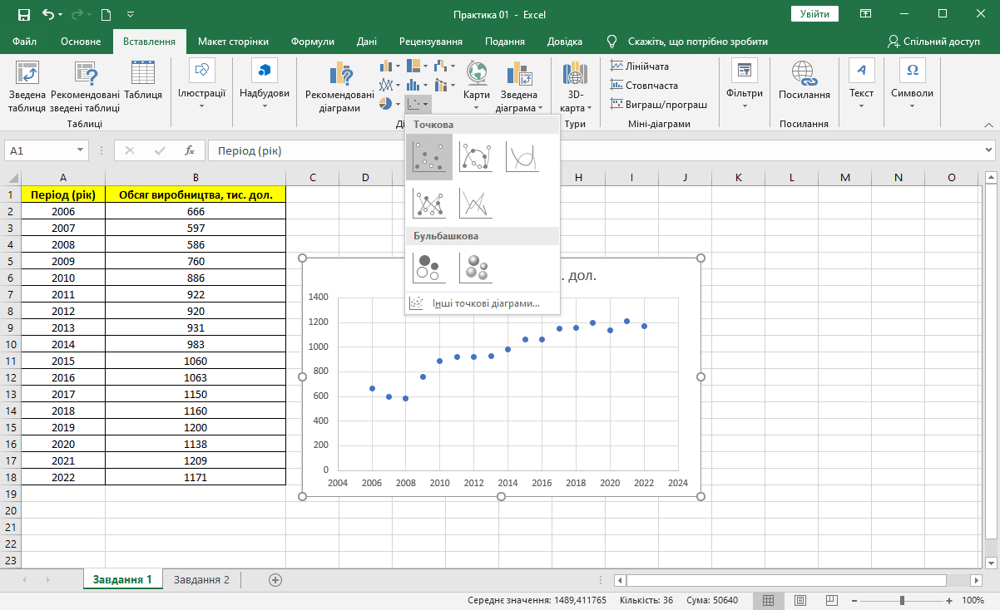 Практика 01 - Excel
Увійти
Файл Основне Вставлення Макет сторінки Формули Дані Рецензування Подання Довідка Скажіть, що потрібно зробити Спільний доступ
Зведена таблиця
Рекомендовані зведені таблиці
Таблиця
Таблиці
Ілюстрації
Надбудови
Рекомендовані діаграми
Карти
Зведена діаграма
3D-карта
Тури
Лінійчата
Стовпчаста
Виграш/програш
Міні-діаграми
Фільтри
Посилання
Посилання
Текст
Символи
A1 fx Період (рік)
Точкова
Бульбашкова
Інші точкові діаграми...
A B C D H I J K L M N O
1 Період (рік) Обсяг виробництва, тис. дол.
2 2006 666
3 2007 597
4 2008 586
5 2009 760
6 2010 886
7 2011 922
8 2012 920
9 2013 931
10 2014 983
11 2015 1060
12 2016 1063
13 2017 1150
14 2018 1160
15 2019 1200
16 2020 1138
17 2021 1209
18 2022 1171
19
20
21
22
23
. дол.
1400
1200
1000
800
600
400
200
0
2004 2006 2008 2010 2012 2014 2016 2018 2020 2022 2024
Завдання 1 Завдання 2
Середнє значення: 1489,411765 Кількість: 36 Сума: 50640 100%